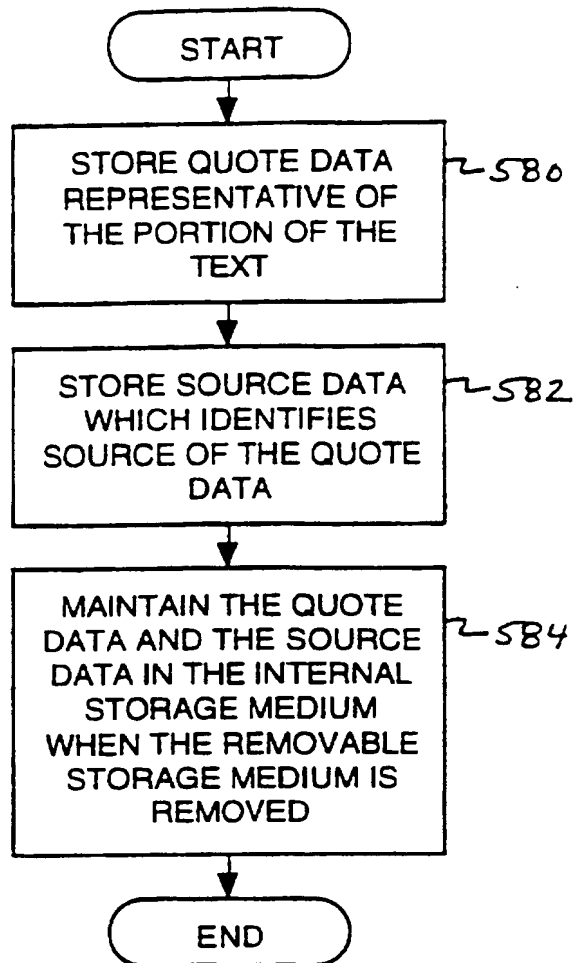 START
STORE QUOTE DATA
REPRESENTATIVE OF
THE PORTION OF THE
TEXT
580
STORE SOURCE DATA
WHICH IDENTIFIES
SOURCE OF THE QUOTE
DATA
582
MAINTAIN THE QUOTE
DATA AND THE SOURCE
DATA IN THE INTERNAL
STORAGE MEDIUM
WHEN THE REMOVABLE
STORAGE MEDIUM IS
REMOVED
584
END